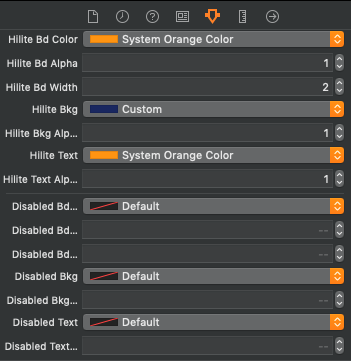 Hilite Bd Color System Orange Color
Hilite Bd Alpha 1
Hilite Bd Width 2
Hilite Bkg Custom
Hilite Bkg Alp... 1
Hilite Text System Orange Color
Hilite Text Alp... 1
Disabled Bd... Default
Disabled Bd... --
Disabled Bd... --
Disabled Bkg Default
Disabled Bkg... --
Disabled Text Default
Disabled Text... --